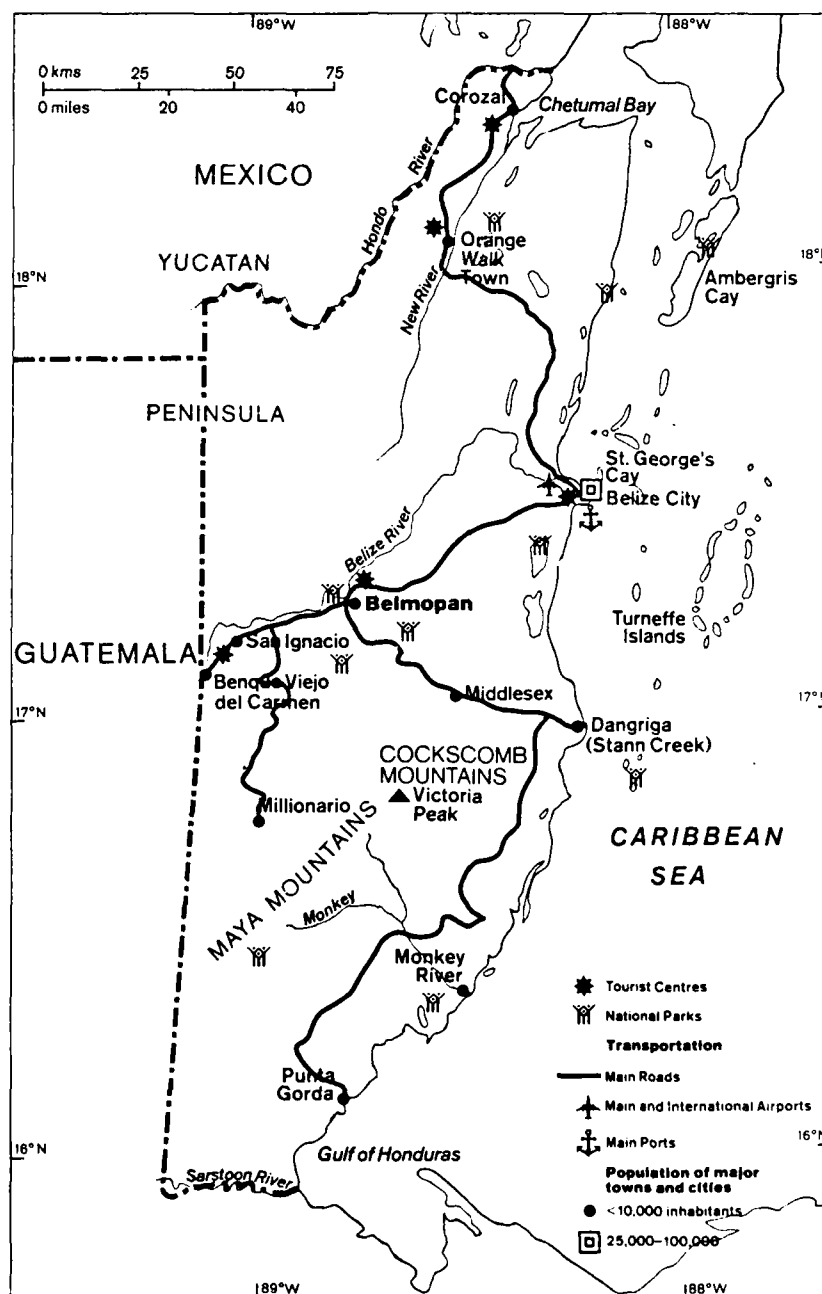 89°W
88°W
0 kms 25 50 75
0 miles 20 40
Corozal
Chetumal Bay
MEXICO
Hondo River
Orange
Walk
Town
New River
Ambergris
Cay
YUCATAN
18°N
18°N
PENINSULA
St. George's
Cay
Belize City
Belize River
Belmopan
Turneffe
Islands
GUATEMALA
San Ignacio
Benque Viejo
del Carmen
Middlesex
17°N
17°N
Dangriga
(Stann Creek)
COCKSCOMB
MOUNTAINS
Victoria
Peak
Millionario
CARIBBEAN
SEA
MAYA MOUNTAINS
Monkey
Monkey
River
Punta
Gorda
16°N
16°N
Gulf of Honduras
Sarstoon River
Tourist Centres
National Parks
Transportation
Main Roads
Main and International Airports
Main Ports
Population of major
towns and cities
<10,000 inhabitants
25,000–100,000
89°W
88°W